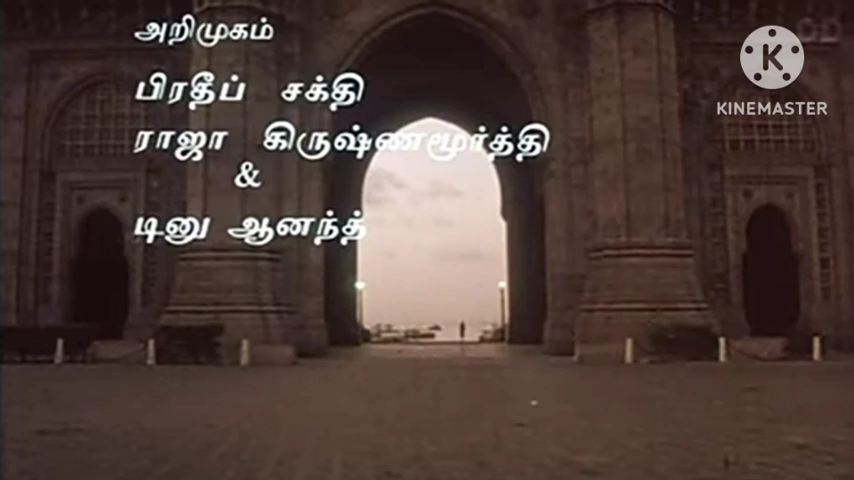 அறிமுகம்
பிரதீப் சக்தி
ராஜா கிருஷ்ணமூர்த்தி
&
டினு ஆனந்த்
K
KINEMASTER